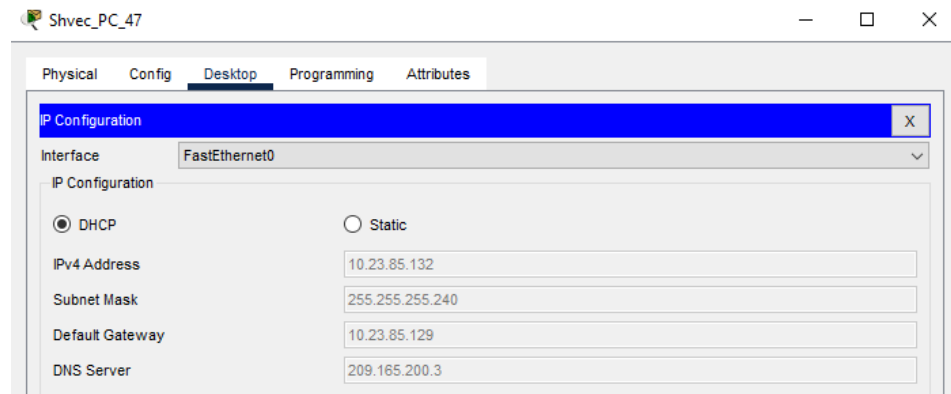 Shvec_PC_47
Physical Config Desktop Programming Attributes
IP Configuration X
Interface FastEthernet0
IP Configuration
DHCP Static
IPv4 Address 10.23.85.132
Subnet Mask 255.255.255.240
Default Gateway 10.23.85.129
DNS Server 209.165.200.3